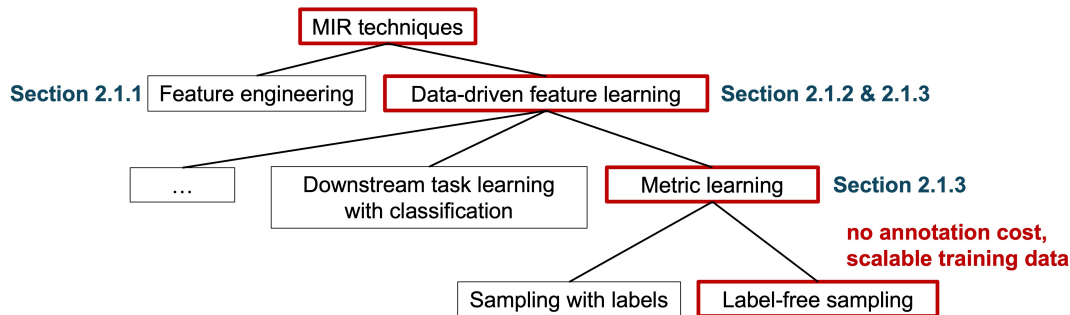 MIR techniques
Section 2.1.1
Feature engineering
Data-driven feature learning
Section 2.1.2 & 2.1.3
...
Downstream task learning
with classification
Metric learning
Section 2.1.3
no annotation cost,
scalable training data
Sampling with labels
Label-free sampling